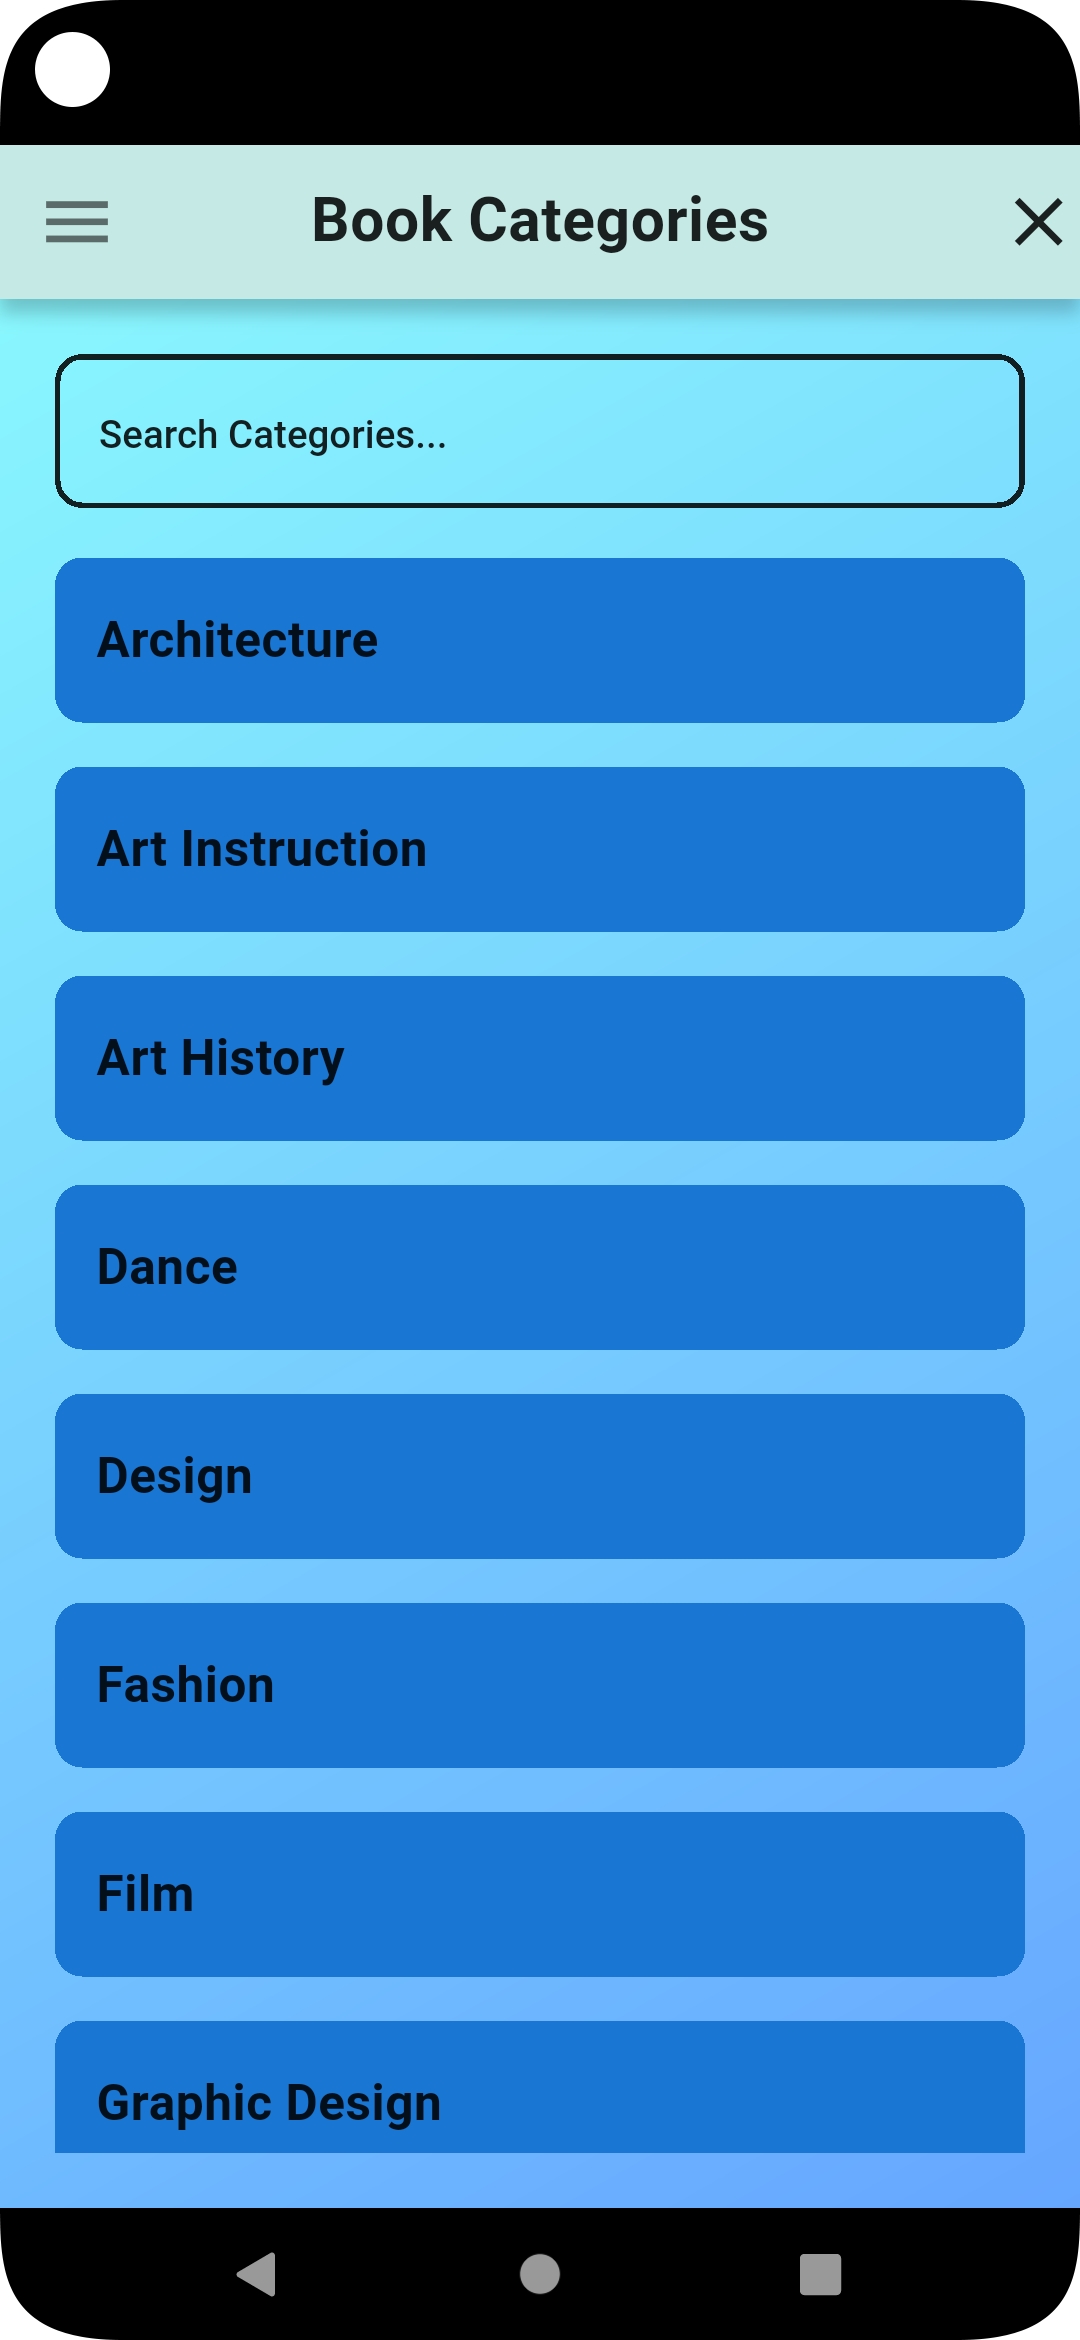 Book Categories
Search Categories...
Architecture
Art Instruction
Art History
Dance
Design
Fashion
Film
Graphic Design